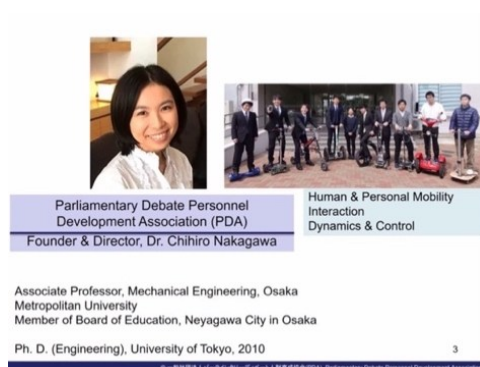 Parliamentary Debate Personnel
Development Association (PDA)
Founder & Director, Dr. Chihiro Nakagawa
Human & Personal Mobility
Interaction
Dynamics & Control
Associate Professor, Mechanical Engineering, Osaka
Metropolitan University
Member of Board of Education, Neyagawa City in Osaka
Ph. D. (Engineering), University of Tokyo, 2010
3